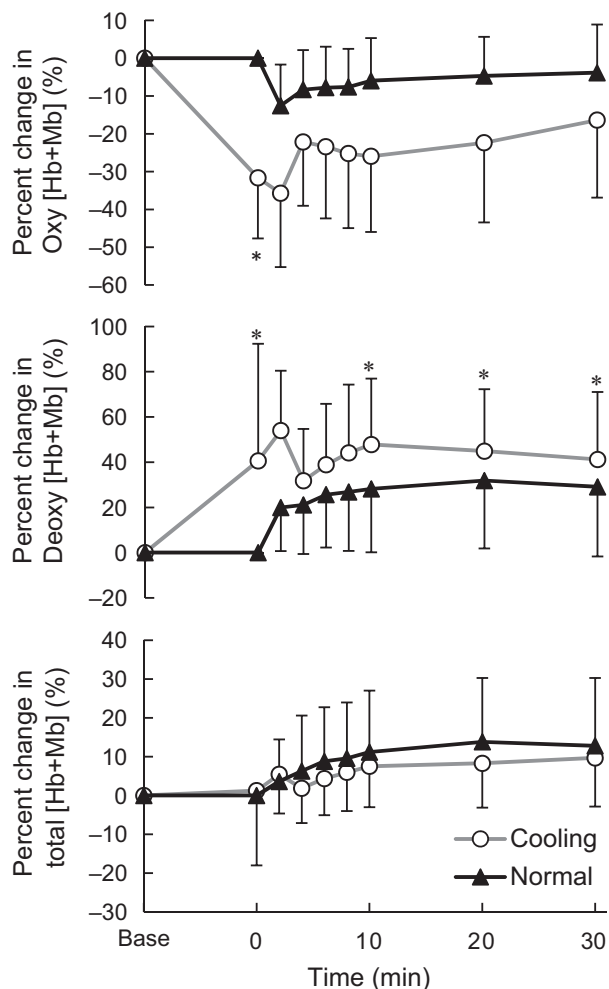 Percent change in
Oxy [Hb+Mb] (%)
10
0
–10
–20
–30
–40
–50
–60
*
Percent change in
Deoxy [Hb+Mb] (%)
100
80
60
40
20
0
–20
* * * *
Percent change in
total [Hb+Mb] (%)
40
30
20
10
0
–10
–20
–30
Cooling
Normal
Base 0 10 20 30
Time (min)